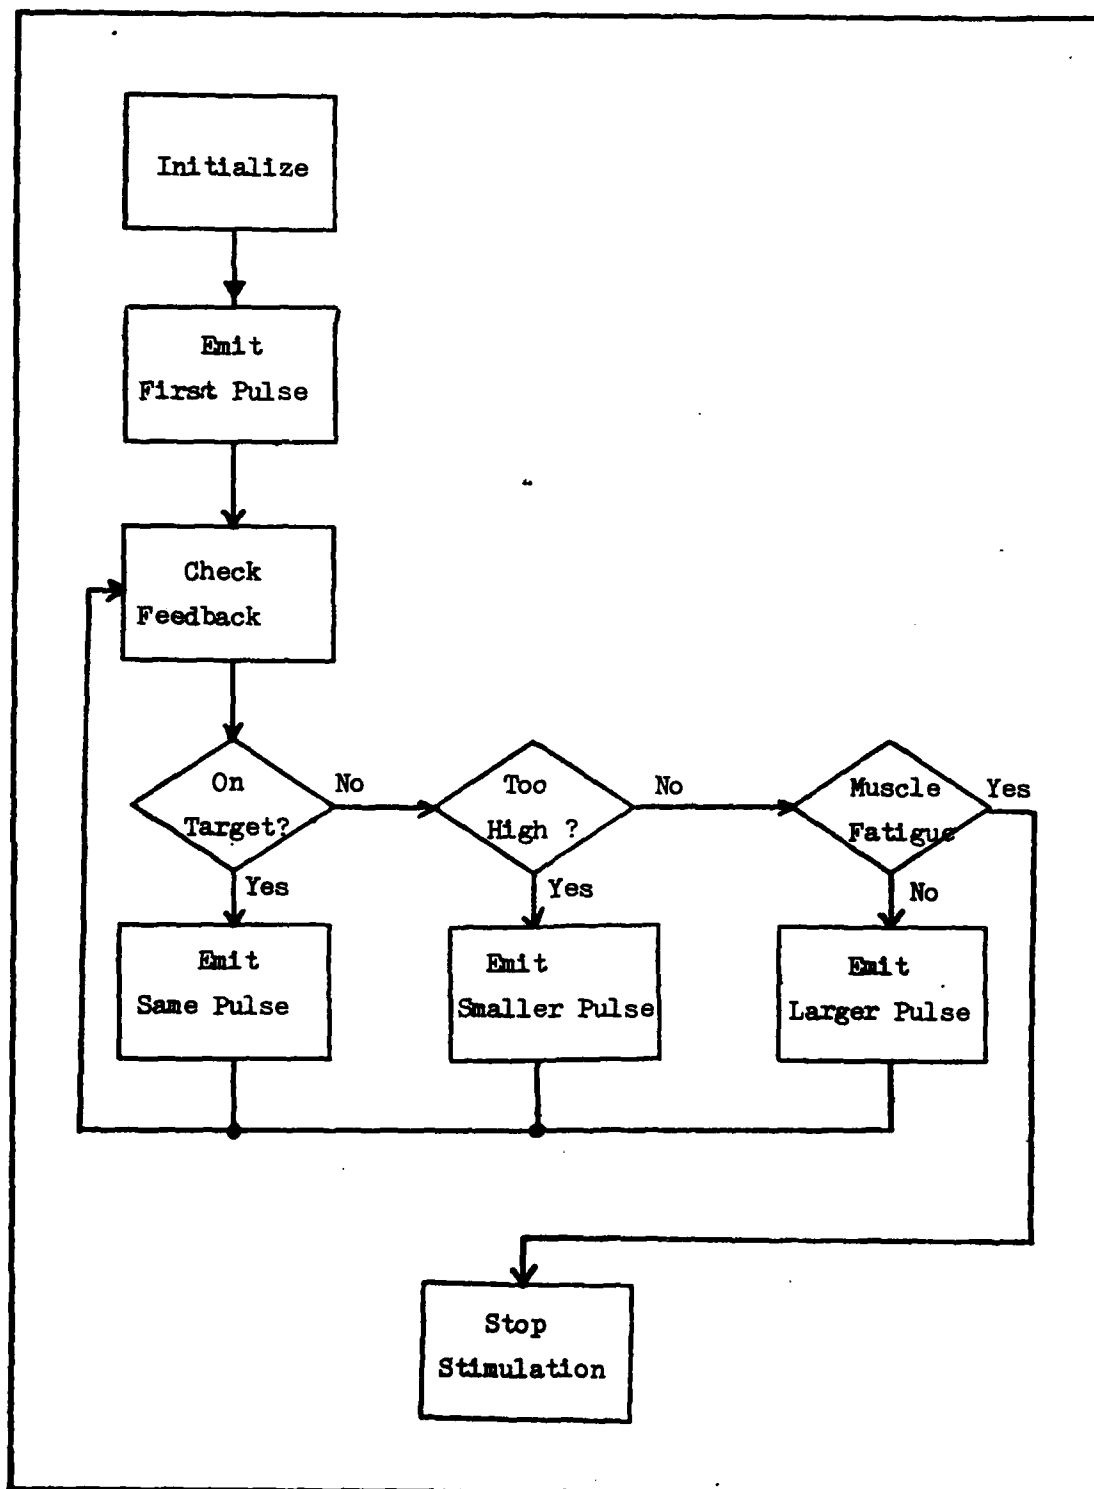 Initialize
Emit
First Pulse
Check
Feedback
On
Target?
No
Too
High ?
No
Muscle
Fatigue
Yes
Yes
Yes
No
Emit
Same Pulse
Emit
Smaller Pulse
Emit
Larger Pulse
Stop
Stimulation